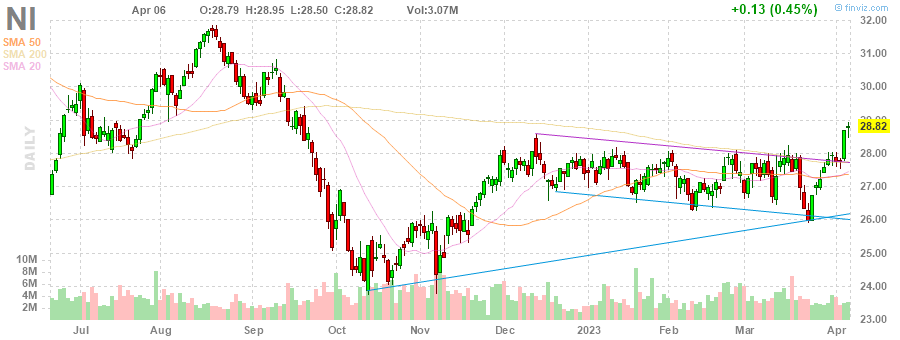 NI
Apr 06 O:28.79 H:28.95 L:28.50 C:28.82 Vol:3.07M +0.13 (0.45%)
© finviz.com
SMA 50
SMA 200
SMA 20
DAILY
32.00
31.00
30.00
29.00
28.82
28.00
27.00
26.00
25.00
24.00
23.00
10M
8M
6M
4M
2M
Jul Aug Sep Oct Nov Dec 2023 Feb Mar Apr